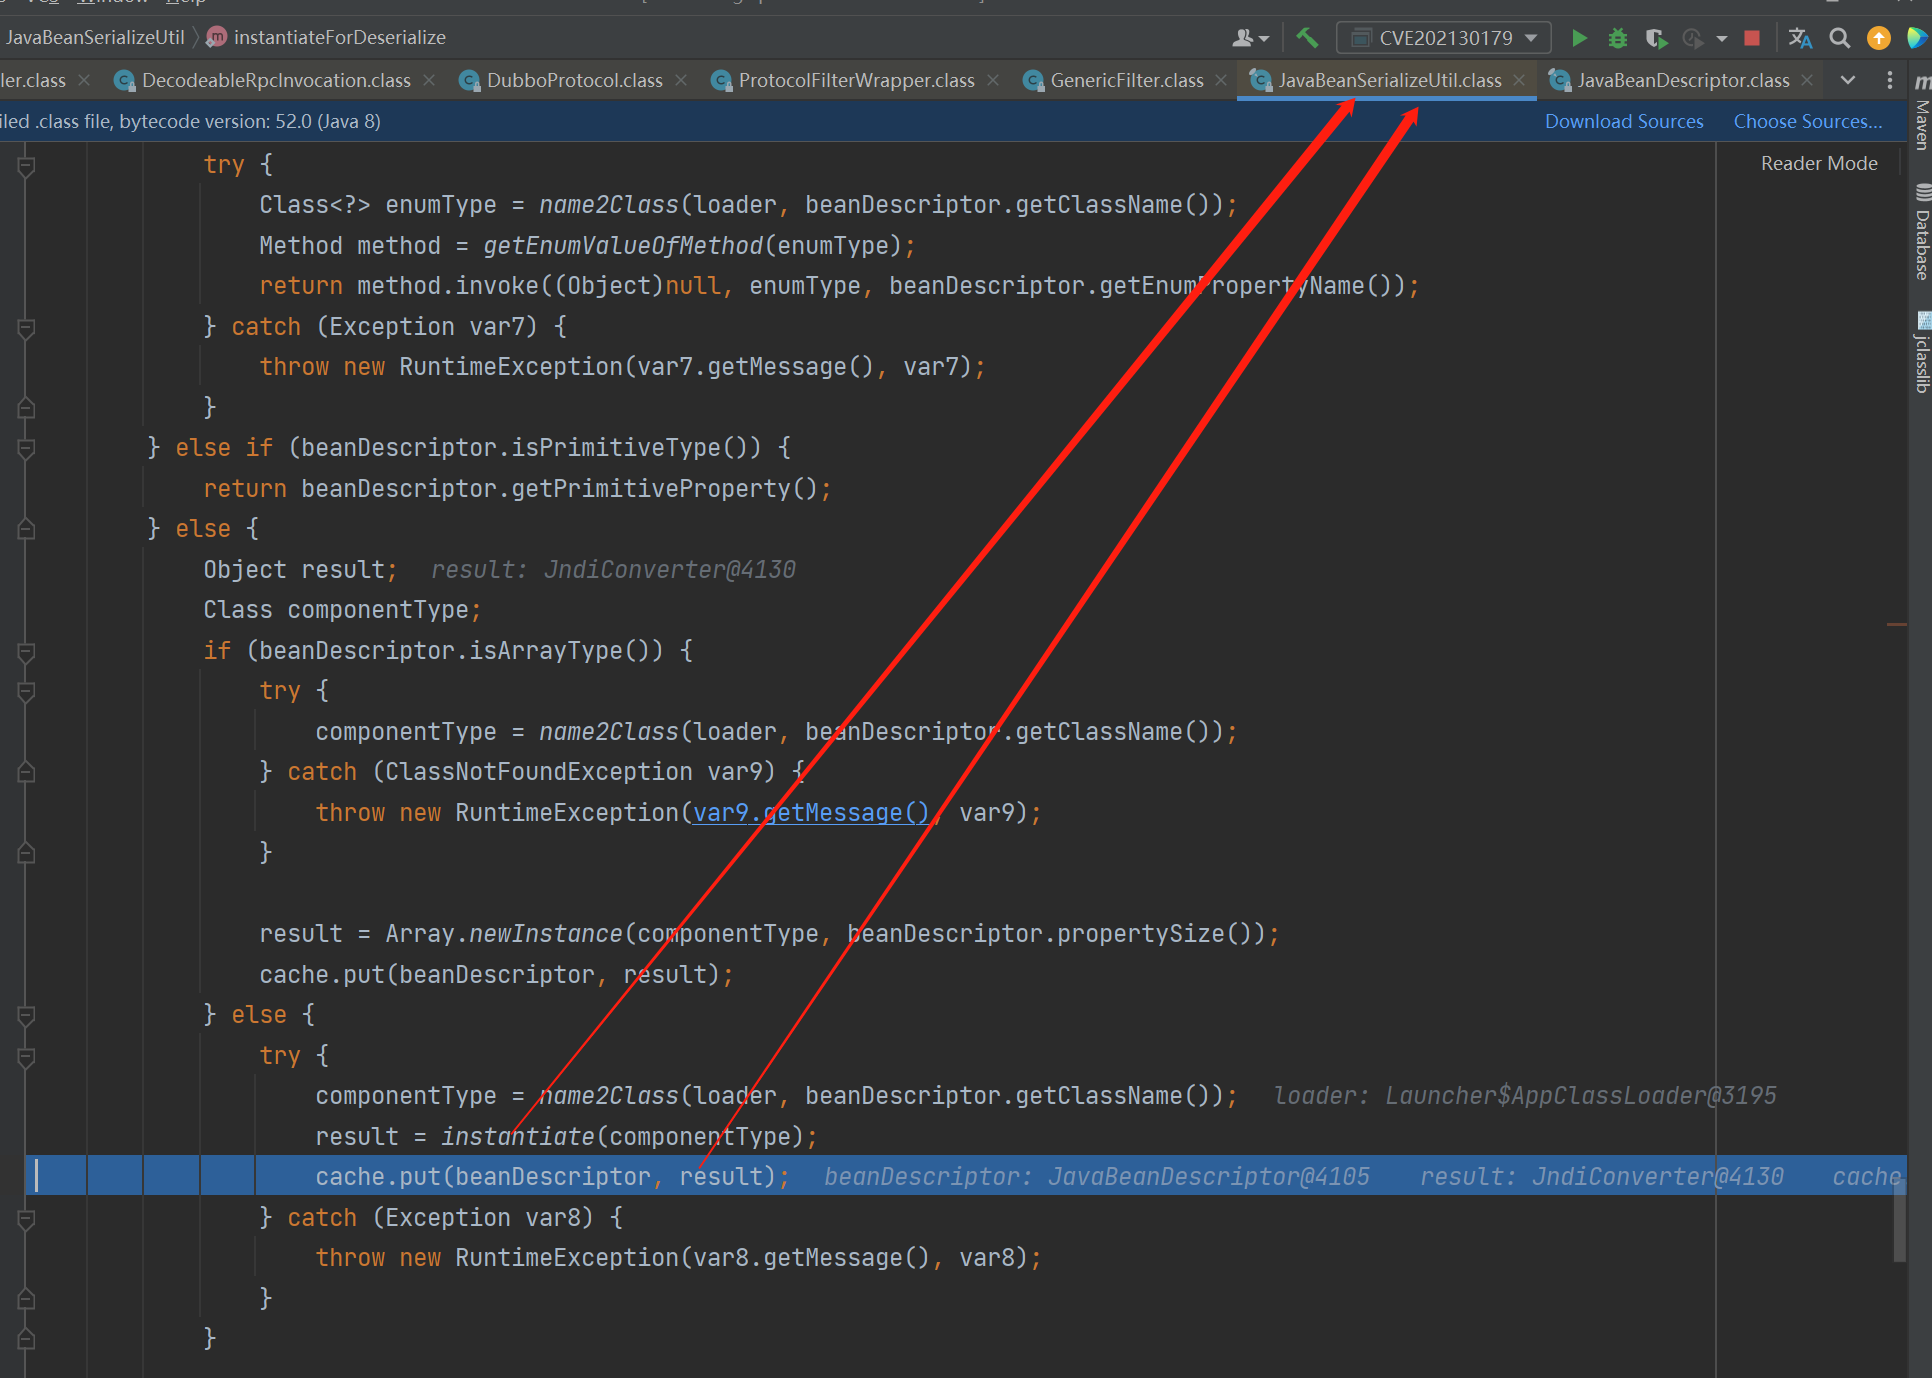 JavaBeanSerializeUtil instantiateForDeserialize CVE202130179
ler.class DecodeableRpcInvocation.class DubboProtocol.class ProtocolFilterWrapper.class GenericFilter.class JavaBeanSerializeUtil.class JavaBeanDescriptor.class
iled .class file, bytecode version: 52.0 (Java 8) Download Sources Choose Sources...
Reader Mode
try {
Class<?> enumType = name2Class(loader, beanDescriptor.getClassName());
Method method = getEnumValueOfMethod(enumType);
return method.invoke((Object)null, enumType, beanDescriptor.getEnumPropertyName());
} catch (Exception var7) {
throw new RuntimeException(var7.getMessage(), var7);
}
} else if (beanDescriptor.isPrimitiveType()) {
return beanDescriptor.getPrimitiveProperty();
} else {
Object result; result: JndiConverter@4130
Class componentType;
if (beanDescriptor.isArrayType()) {
try {
componentType = name2Class(loader, beanDescriptor.getClassName());
} catch (ClassNotFoundException var9) {
throw new RuntimeException(var9.getMessage(), var9);
}
result = Array.newInstance(componentType, beanDescriptor.propertySize());
cache.put(beanDescriptor, result);
} else {
try {
componentType = name2Class(loader, beanDescriptor.getClassName()); loader: Launcher$AppClassLoader@3195
result = instantiate(componentType);
cache.put(beanDescriptor, result); beanDescriptor: JavaBeanDescriptor@4105 result: JndiConverter@4130 cache
} catch (Exception var8) {
throw new RuntimeException(var8.getMessage(), var8);
}
}
Maven
Database
jclasslib